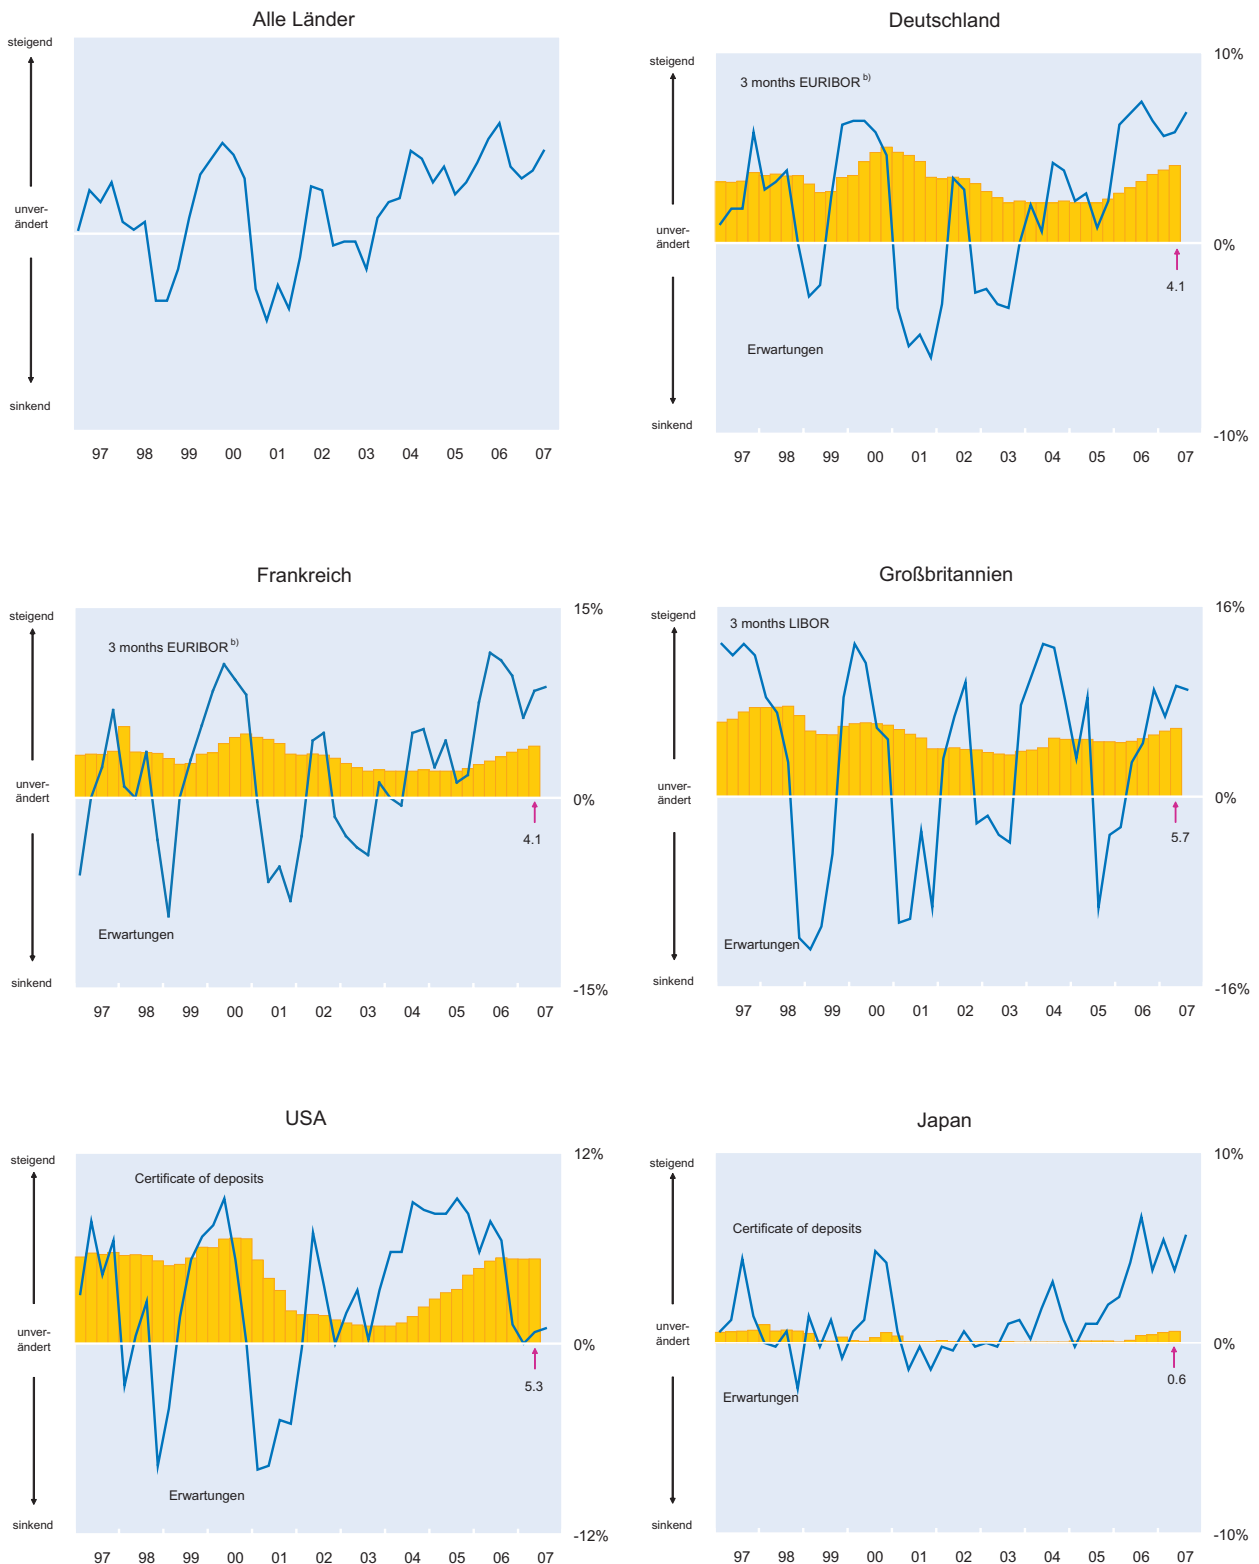 Alle Länder
steigend
unver-
ändert
sinkend
97 98 99 00 01 02 03 04 05 06 07
Deutschland
steigend
10%
3 months EURIBOR b)
unver-
ändert
0%
4.1
Erwartungen
sinkend
-10%
97 98 99 00 01 02 03 04 05 06 07
Frankreich
steigend
15%
3 months EURIBOR b)
unver-
ändert
0%
4.1
Erwartungen
sinkend
-15%
97 98 99 00 01 02 03 04 05 06 07
Großbritannien
steigend
16%
3 months LIBOR
unver-
ändert
0%
5.7
Erwartungen
sinkend
-16%
97 98 99 00 01 02 03 04 05 06 07
USA
steigend
12%
Certificate of deposits
unver-
ändert
0%
5.3
Erwartungen
sinkend
-12%
97 98 99 00 01 02 03 04 05 06 07
Japan
steigend
10%
Certificate of deposits
unver-
ändert
0%
0.6
Erwartungen
sinkend
-10%
97 98 99 00 01 02 03 04 05 06 07